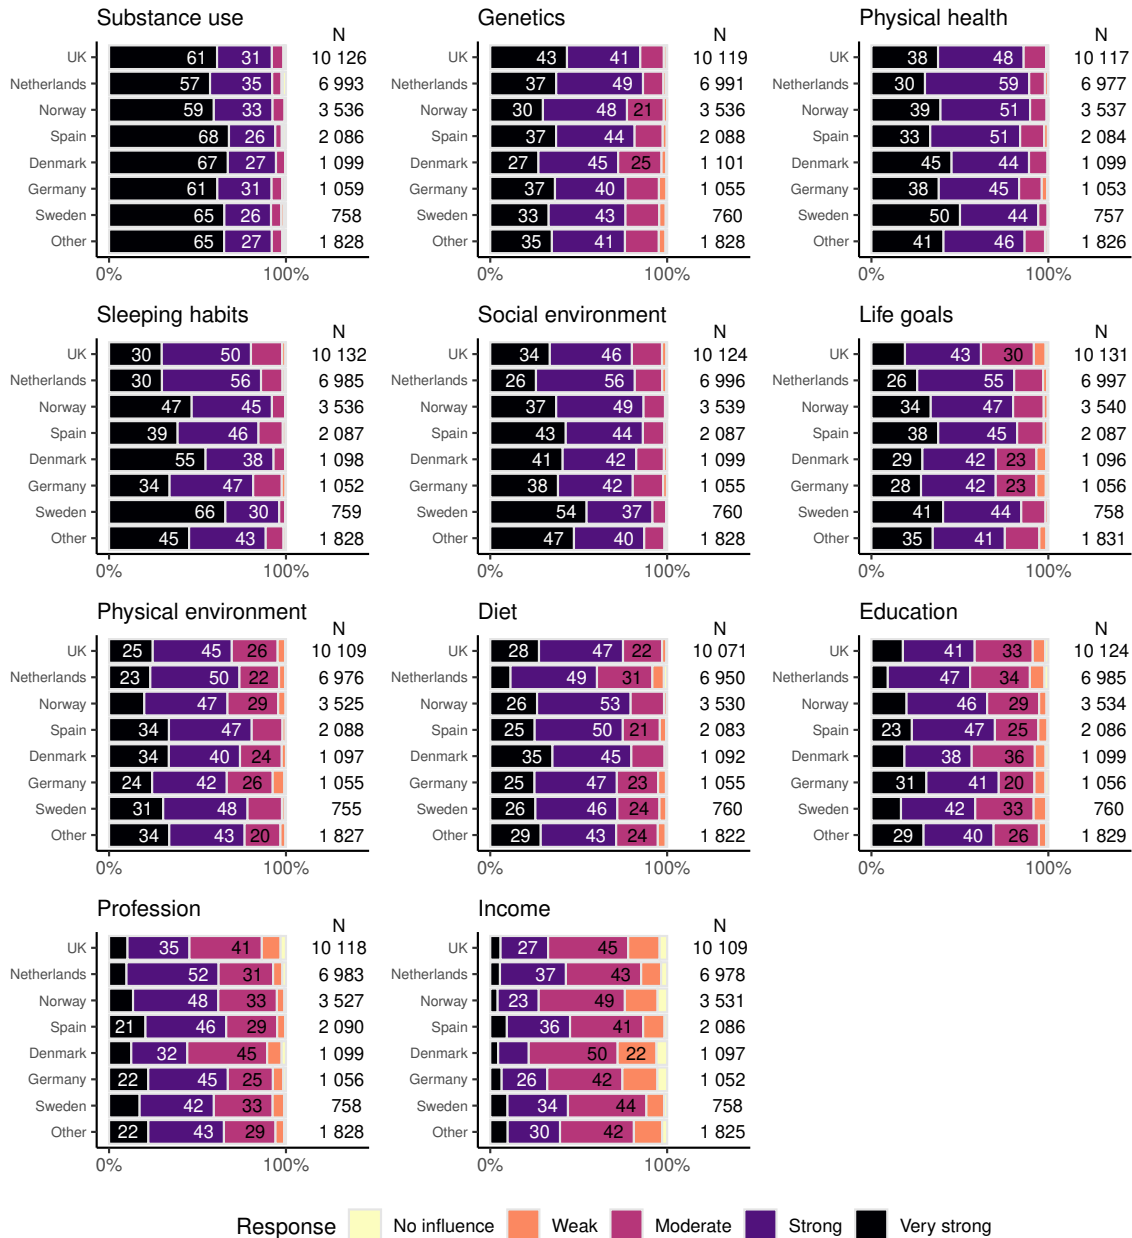 Substance use
N
UK 61 31 10 126
Netherlands 57 35 6 993
Norway 59 33 3 536
Spain 68 26 2 086
Denmark 67 27 1 099
Germany 61 31 1 059
Sweden 65 26 758
Other 65 27 1 828
0% 100%
Genetics
N
43 41 10 119
37 49 6 991
30 48 21 3 536
37 44 2 088
27 45 25 1 101
37 40 1 055
33 43 760
35 41 1 828
0% 100%
Physical health
N
38 48 10 117
30 59 6 977
39 51 3 537
33 51 2 084
45 44 1 099
38 45 1 053
50 44 757
41 46 1 826
0% 100%
Sleeping habits
N
UK 30 50 10 132
Netherlands 30 56 6 985
Norway 47 45 3 536
Spain 39 46 2 087
Denmark 55 38 1 098
Germany 34 47 1 052
Sweden 66 30 759
Other 45 43 1 828
0% 100%
Social environment
N
UK 34 46 10 124
Netherlands 26 56 6 996
Norway 37 49 3 539
Spain 43 44 2 087
Denmark 41 42 1 099
Germany 38 42 1 055
Sweden 54 37 760
Other 47 40 1 828
0% 100%
Life goals
N
UK 43 30 10 131
Netherlands 26 55 6 997
Norway 34 47 3 540
Spain 38 45 2 087
Denmark 29 42 23 1 096
Germany 28 42 23 1 056
Sweden 41 44 758
Other 35 41 1 831
0% 100%
Physical environment
N
UK 25 45 26 10 109
Netherlands 23 50 22 6 976
Norway 47 29 3 525
Spain 34 47 2 088
Denmark 34 40 24 1 097
Germany 24 42 26 1 055
Sweden 31 48 755
Other 34 43 20 1 827
0% 100%
Diet
N
UK 28 47 22 10 071
Netherlands 49 31 6 950
Norway 26 53 3 530
Spain 25 50 21 2 083
Denmark 35 45 1 092
Germany 25 47 23 1 055
Sweden 26 46 24 760
Other 29 43 24 1 822
0% 100%
Education
N
UK 41 33 10 124
Netherlands 47 34 6 985
Norway 46 29 3 534
Spain 23 47 25 2 086
Denmark 38 36 1 099
Germany 31 41 20 1 056
Sweden 42 33 760
Other 29 40 26 1 829
0% 100%
Profession
N
UK 35 41 10 118
Netherlands 52 31 6 983
Norway 48 33 3 527
Spain 21 46 29 2 090
Denmark 32 45 1 099
Germany 22 45 25 1 056
Sweden 42 33 758
Other 22 43 29 1 828
0% 100%
Income
N
UK 27 45 10 109
Netherlands 37 43 6 978
Norway 23 49 3 531
Spain 36 41 2 086
Denmark 50 22 1 097
Germany 26 42 1 052
Sweden 34 44 758
Other 30 42 1 825
0% 100%
Response No influence Weak Moderate Strong Very strong